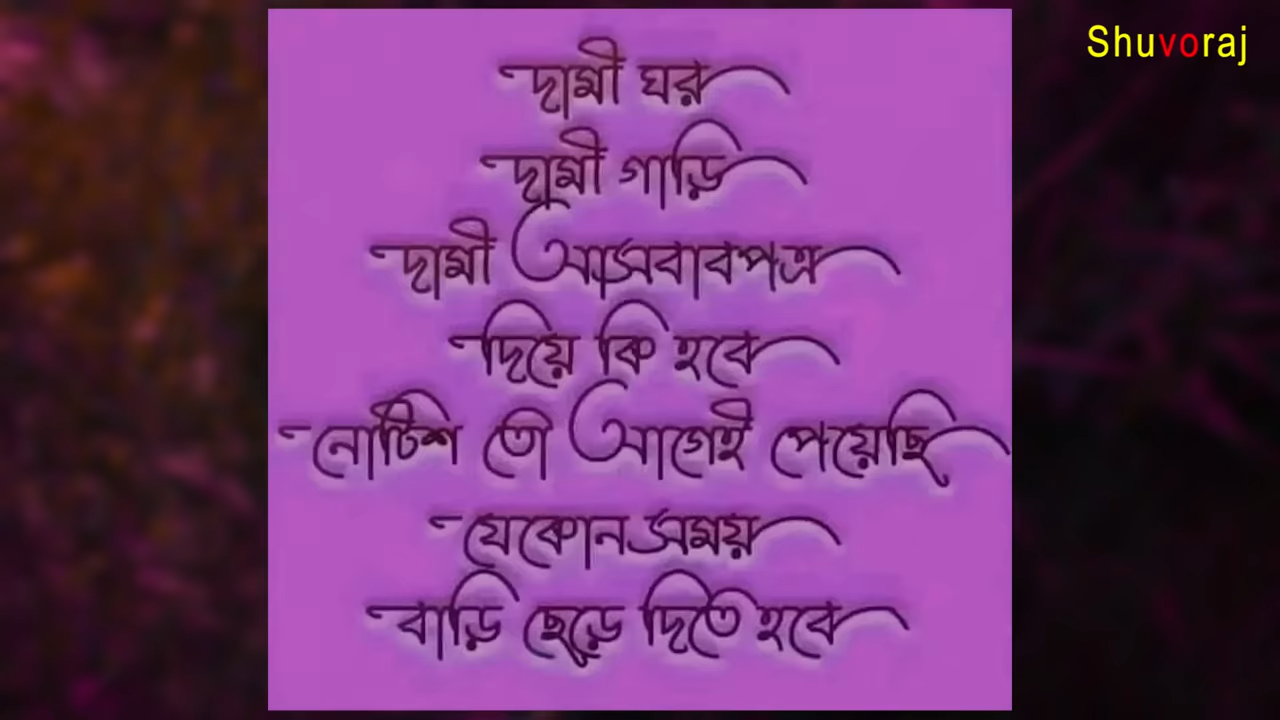 Shuvoraj
দামী ঘর
দামী গাড়ি
দামী আসবাবপত্র
দিয়ে কি হবে
নোটিশ তো আগেই পেয়েছি
যেকোন সময়
বাড়ি ছেড়ে দিতে হবে